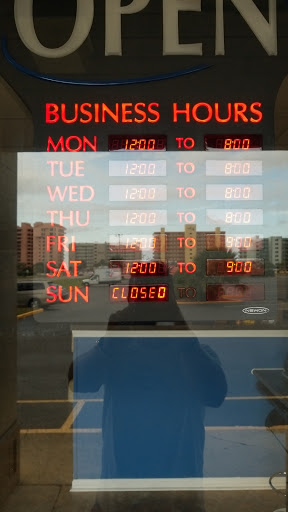 OPEN
BUSINESS HOURS
MON 12:00 TO 8:00
TUE 12:00 TO 8:00
WED 12:00 TO 8:00
THU 12:00 TO 8:00
FRI 12:00 TO 9:00
SAT 12:00 TO 9:00
SUN CLOSED TO
NEWON